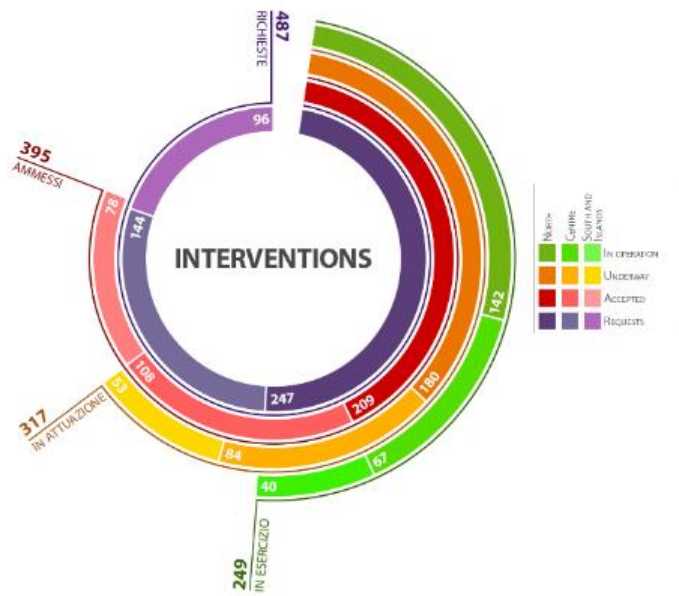 487
RICHIESTE
96
395
AMMESSI
78
144
INTERVENTIONS
142
247
209
180
108
53
317
IN ATTUAZIONE
84
67
40
249
IN ESERCIZIO
NORTH
CENTRE
SOUTH AND
ISLANDS
IN OPERATION
UNDERWAY
ACCEPTED
REQUESTS